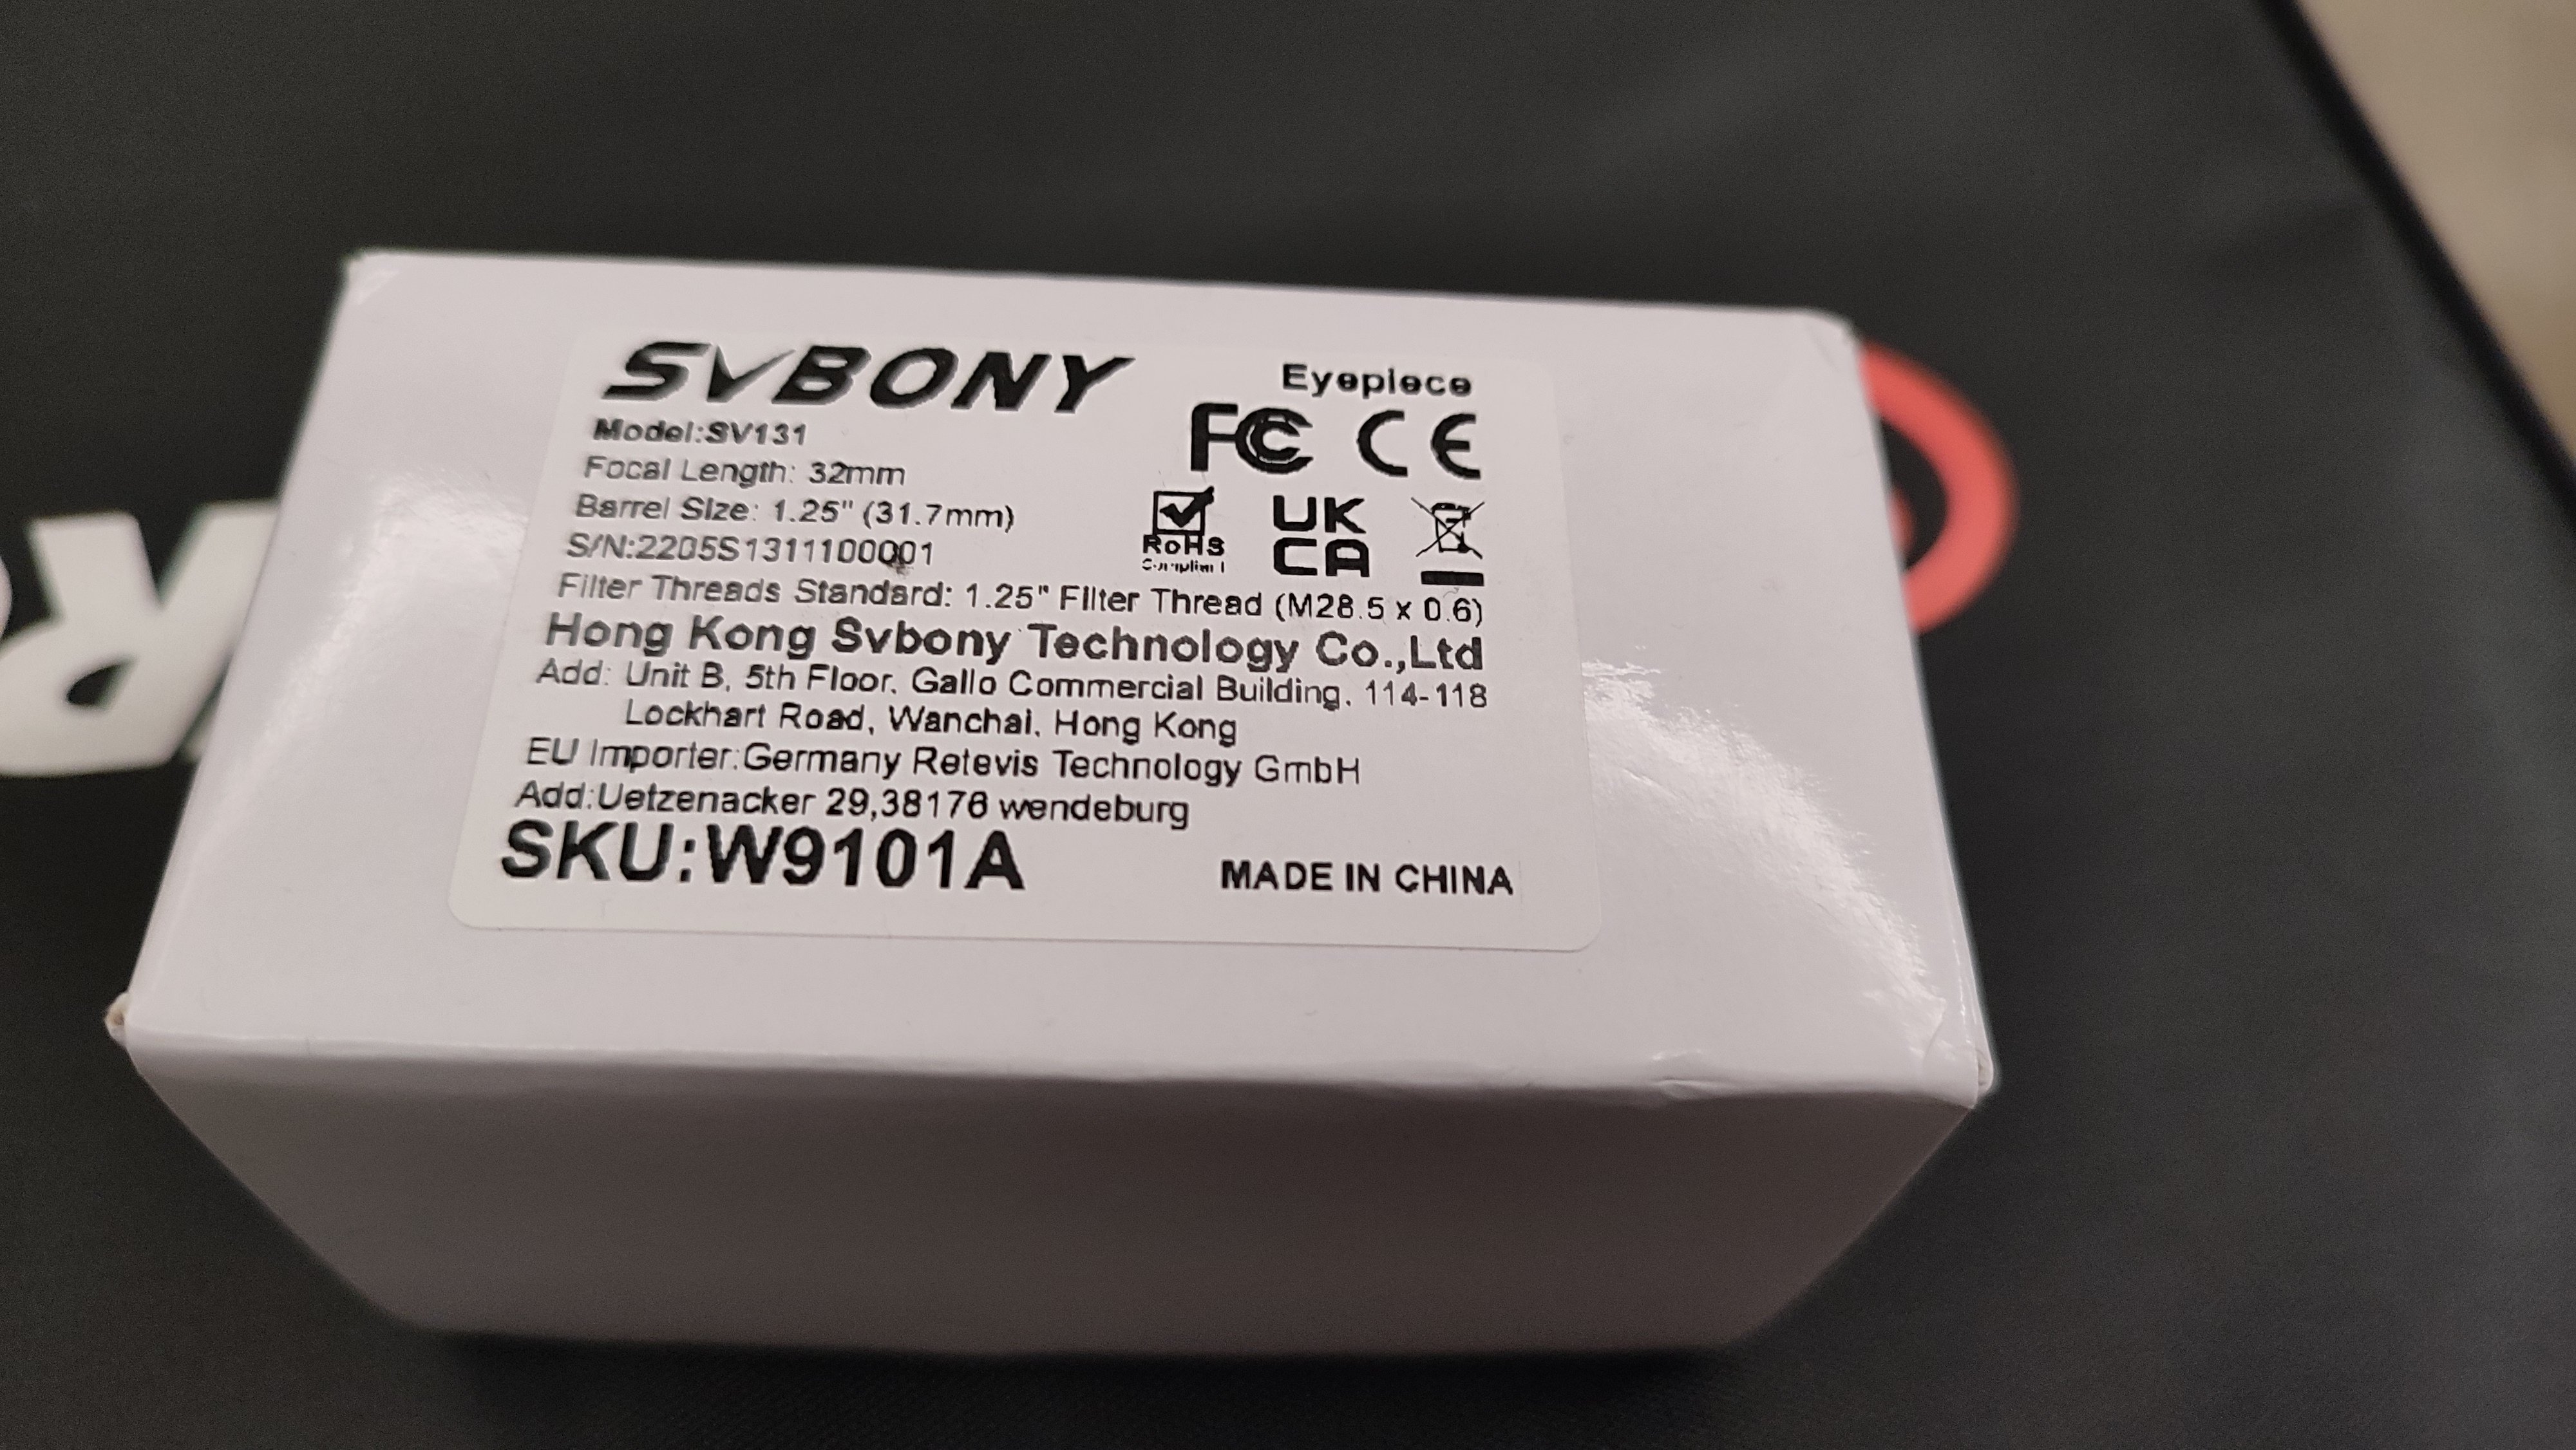 SVBONY
Eyepiece
Model:SV131
FC CE
Focal Length: 32mm
Barrel Size: 1.25" (31.7mm)
RoHS
Compliant
UK
CA
S/N:2205S1311100001
Filter Threads Standard: 1.25" Filter Thread (M28.5 x 0.6)
Hong Kong Svbony Technology Co.,Ltd
Add: Unit B, 5th Floor, Gallo Commercial Building, 114-118
Lockhart Road, Wanchai, Hong Kong
EU Importer:Germany Retevis Technology GmbH
Add:Uetzenacker 29,38176 wendeburg
SKU:W9101A
MADE IN CHINA